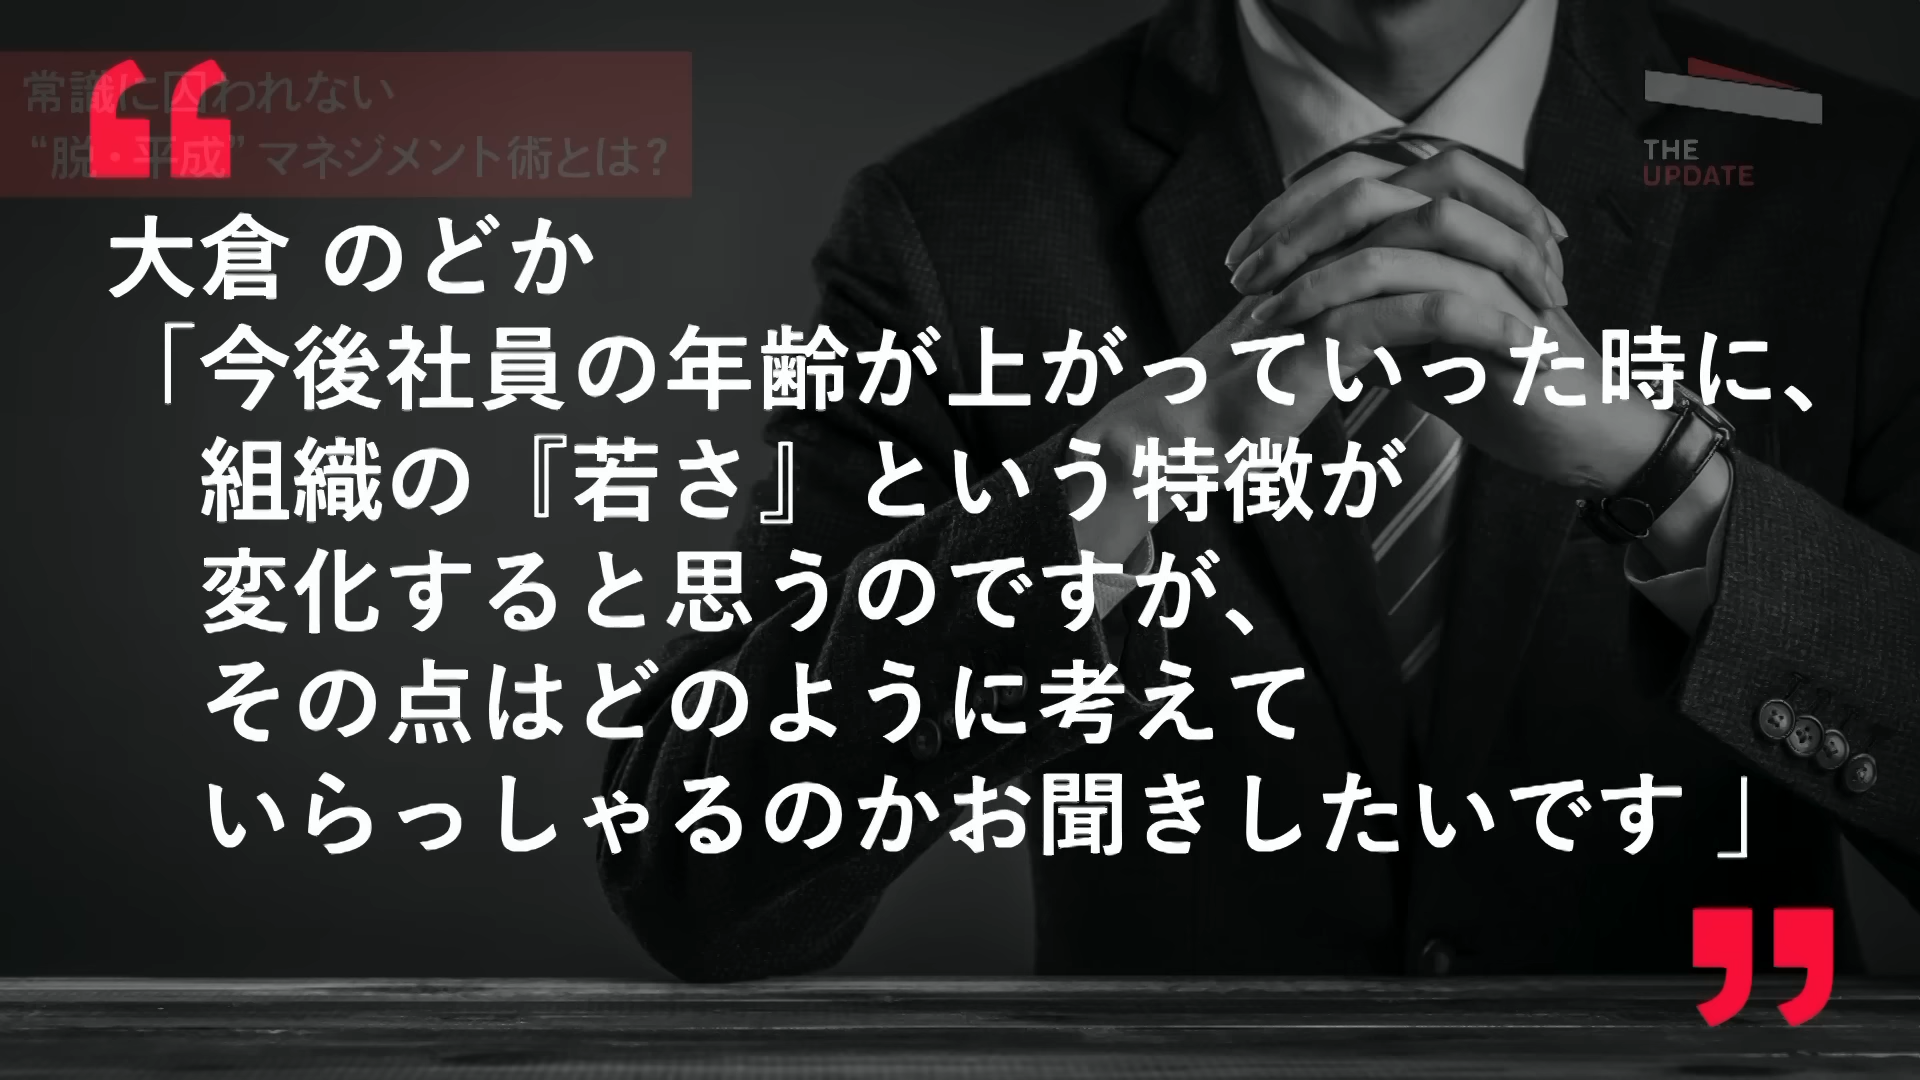 常識に囚われない
“脱・平成”マネジメント術とは?
THE
UPDATE
大倉 のどか
「今後社員の年齢が上がっていった時に、
組織の『若さ』という特徴が
変化すると思うのですが、
その点はどのように考えて
いらっしゃるのかお聞きしたいです」